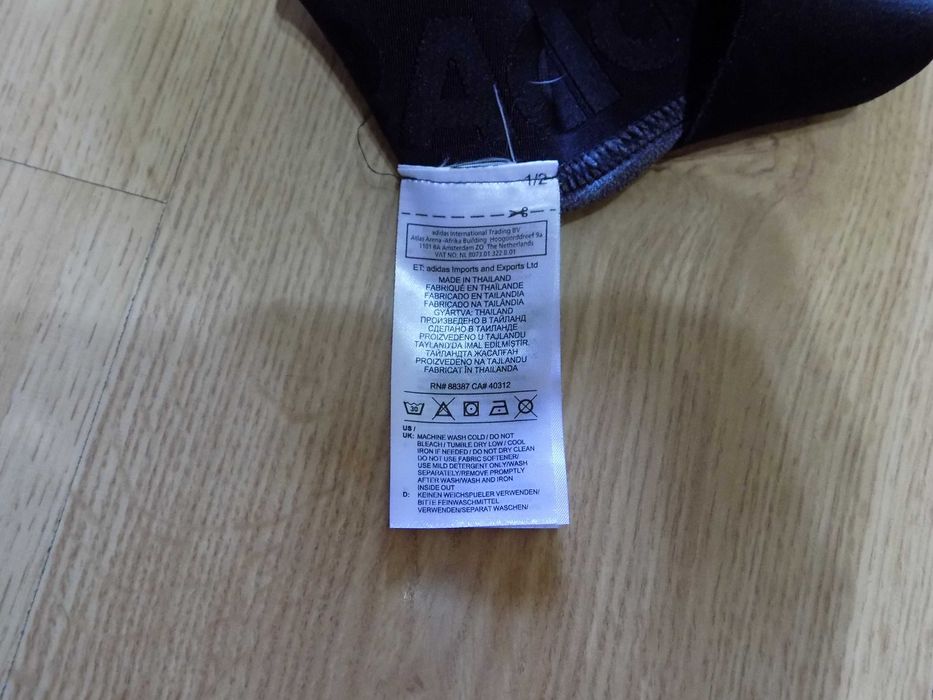 1/2
adidas International Trading BV
Atlas Arena -Afrika Building Hoogoorddreef 9a
1101 BA Amsterdam ZO The Netherlands
VAT NO: NL 8073.01.322.B.01
ET: adidas Imports and Exports Ltd
MADE IN THAILAND
FABRIQUÉ EN THAÏLANDE
FABRICADO EN TAILANDIA
FABRICADO NA TAILÂNDIA
GYÁRTVA: THAILAND
ПРОИЗВЕДЕНО В ТАЙЛАНД
СДЕЛАНО В ТАИЛАНДЕ
PROIZVEDENO U TAJLANDU
TAYLAND'DA İMAL EDİLMİŞTİR.
ТАЙЛАНДТА ЖАСАЛҒАН
PROIZVEDENO NA TAJLANDU
FABRICAT ÎN THAILANDA
RN# 88387 CA# 40312
30
US /
UK: MACHINE WASH COLD / DO NOT
BLEACH / TUMBLE DRY LOW / COOL
IRON IF NEEDED / DO NOT DRY CLEAN
DO NOT USE FABRIC SOFTENER/
USE MILD DETERGENT ONLY/WASH
SEPARATELY/REMOVE PROMPTLY
AFTER WASH/WASH AND IRON
INSIDE OUT
D: KEINEN WEICHSPUELER VERWENDEN/
BITTE FEINWASCHMITTEL
VERWENDEN/SEPARAT WASCHEN/